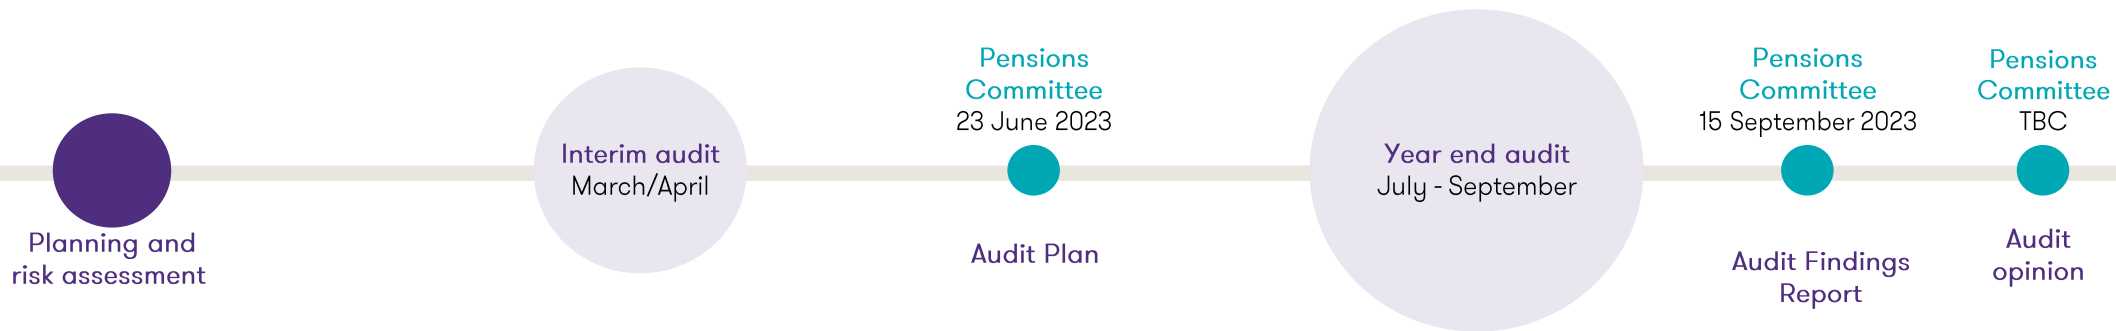 Planning and
risk assessment
Interim audit
March/April
Pensions
Committee
23 June 2023
Audit Plan
Year end audit
July - September
Pensions
Committee
15 September 2023
Audit Findings
Report
Pensions
Committee
TBC
Audit
opinion